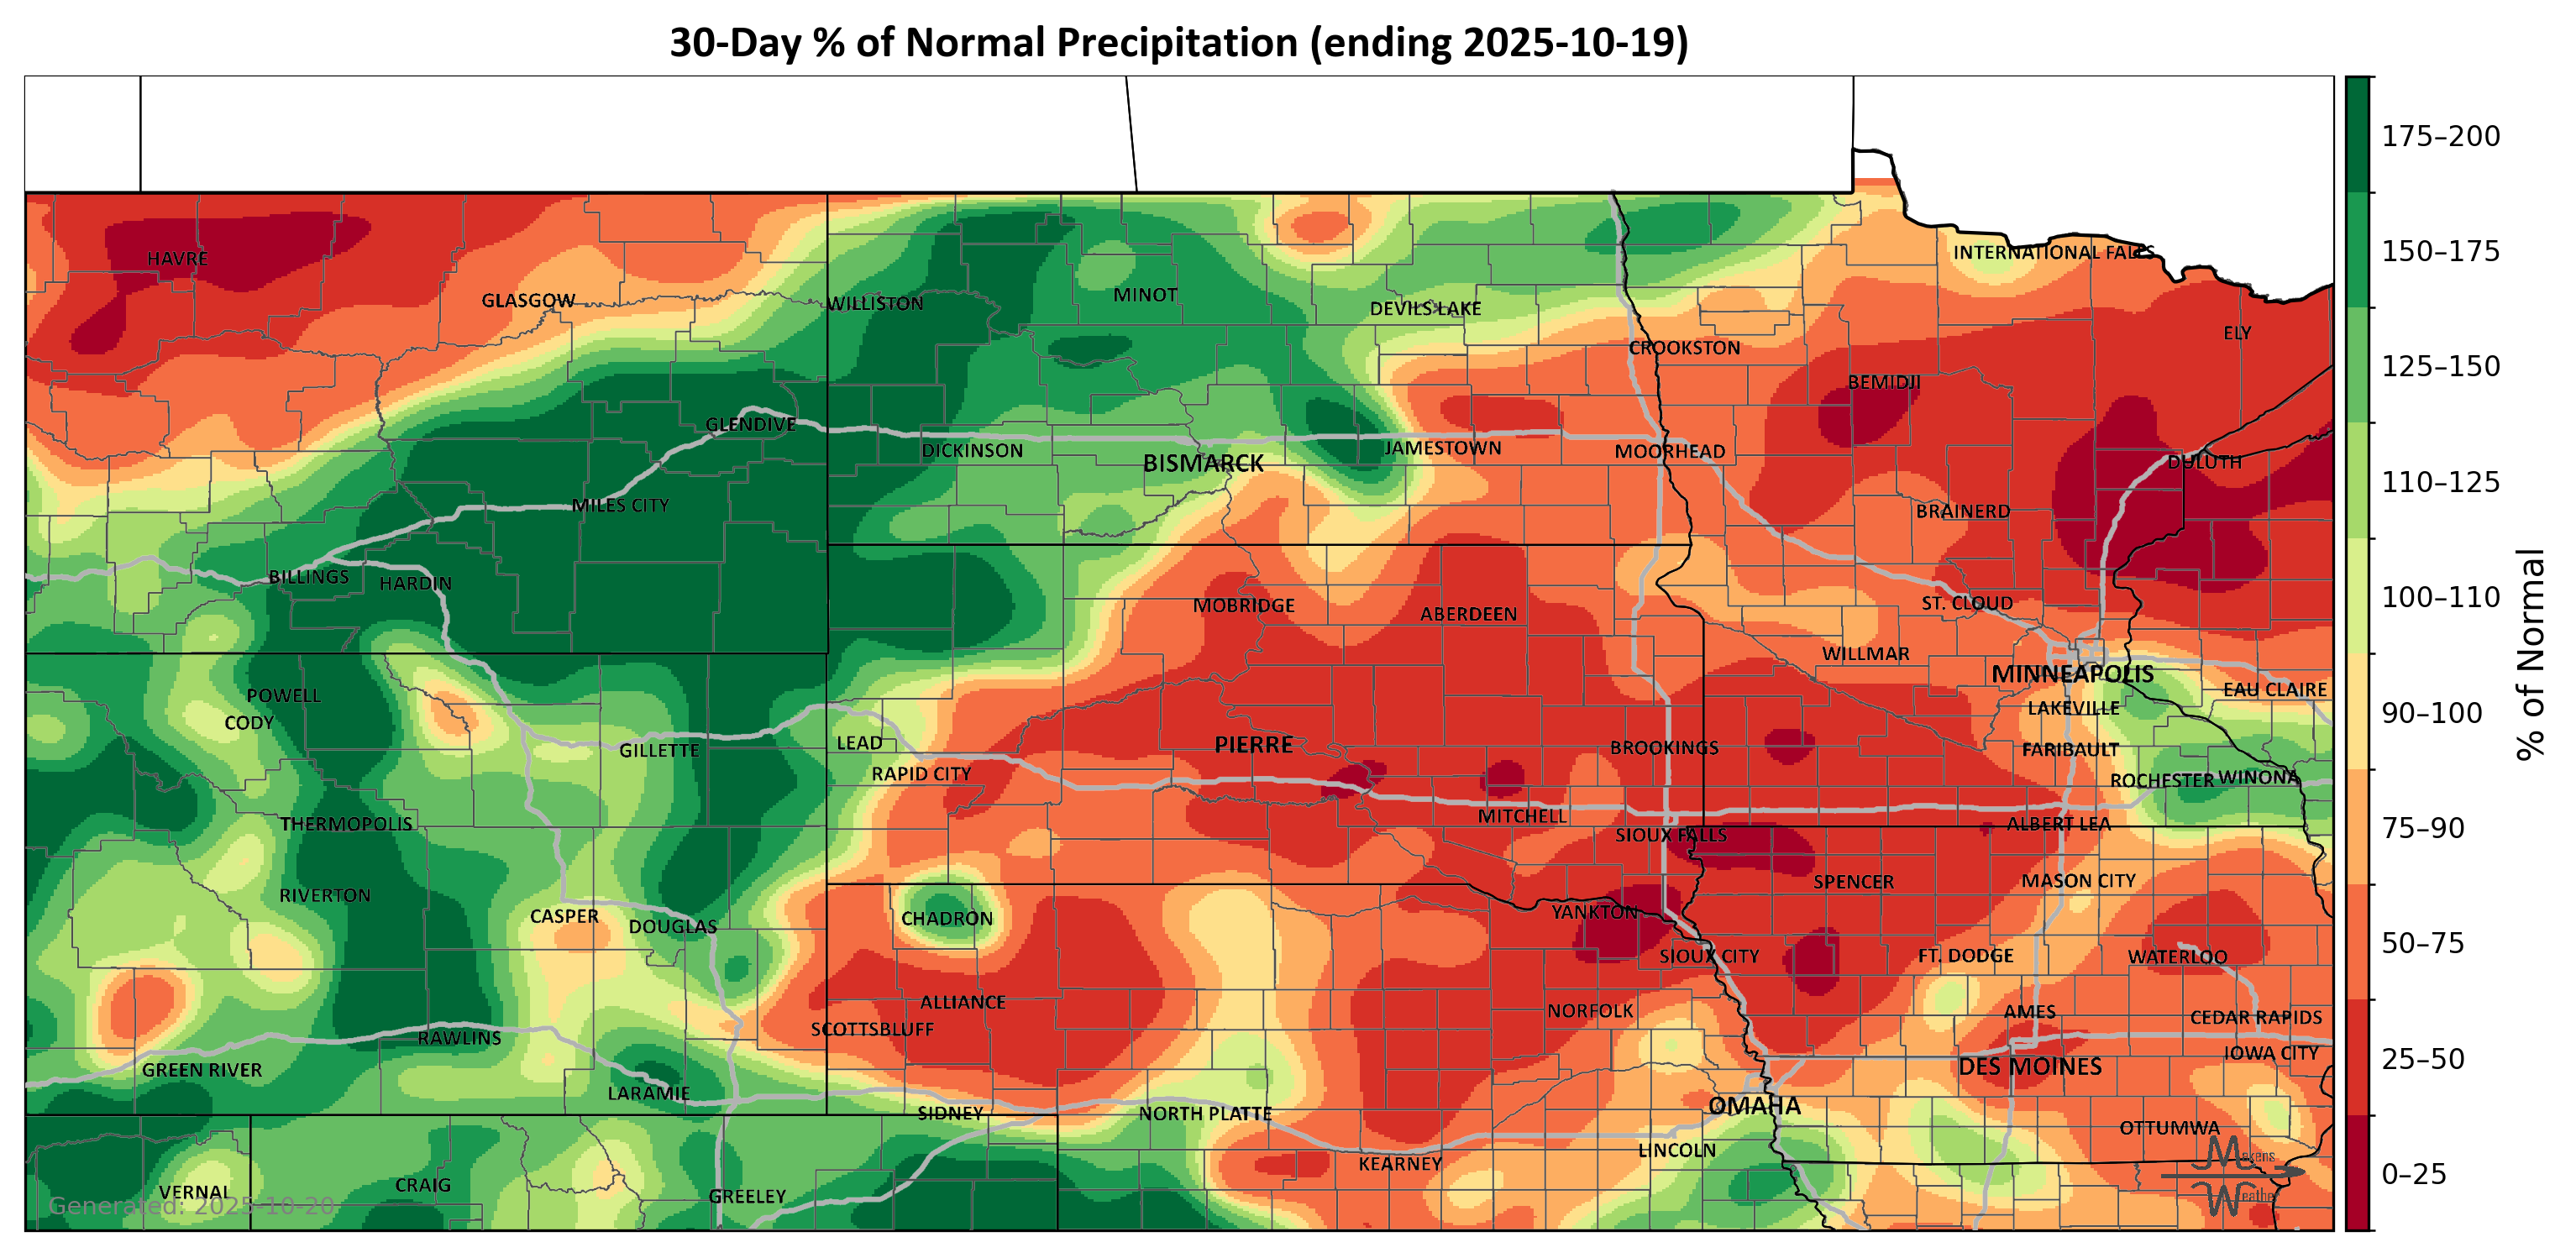 30-Day % of Normal Precipitation (ending 2025-10-19)
175–200
150–175
125–150
110–125
100–110
90–100
75–90
50–75
25–50
0–25
% of Normal
INTERNATIONAL FALLS
HAVRE
GLASGOW
WILLISTON
MINOT
DEVILS LAKE
ELY
CROOKSTON
BEMIDJI
GLENDIVE
DICKINSON
BISMARCK
JAMESTOWN
MOORHEAD
DULUTH
MILES CITY
BRAINERD
BILLINGS
HARDIN
MOBRIDGE
ABERDEEN
ST. CLOUD
WILLMAR
MINNEAPOLIS
EAU CLAIRE
POWELL
CODY
LAKEVILLE
GILLETTE
LEAD
PIERRE
BROOKINGS
FARIBAULT
RAPID CITY
ROCHESTER
WINONA
THERMOPOLIS
MITCHELL
SIOUX FALLS
ALBERT LEA
RIVERTON
SPENCER
MASON CITY
CASPER
DOUGLAS
CHADRON
YANKTON
SIOUX CITY
FT. DODGE
WATERLOO
ALLIANCE
NORFOLK
AMES
CEDAR RAPIDS
SCOTTSBLUFF
RAWLINS
IOWA CITY
GREEN RIVER
DES MOINES
LARAMIE
SIDNEY
NORTH PLATTE
OMAHA
OTTUMWA
LINCOLN
KEARNEY
VERNAL
CRAIG
GREELEY
Generated: 2025-10-20
Makens
Weather